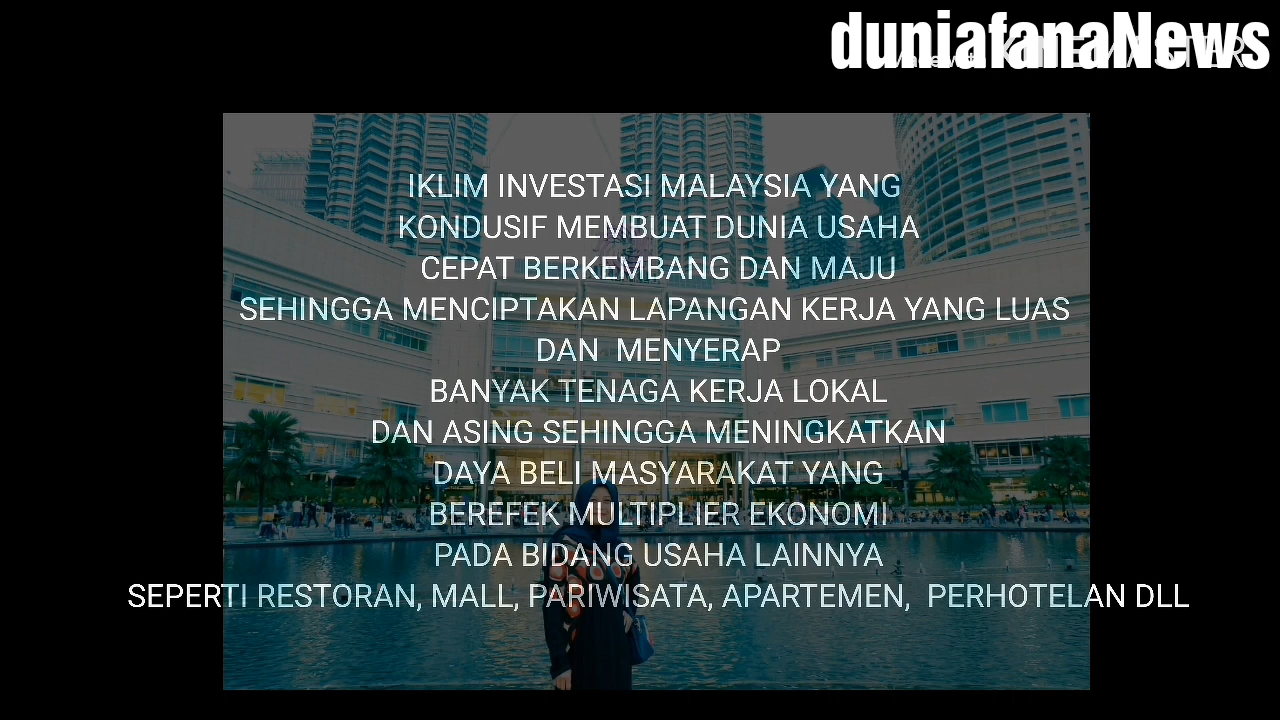 duniafanaNews
IKLIM INVESTASI MALAYSIA YANG
KONDUSIF MEMBUAT DUNIA USAHA
CEPAT BERKEMBANG DAN MAJU
SEHINGGA MENCIPTAKAN LAPANGAN KERJA YANG LUAS
DAN  MENYERAP
BANYAK TENAGA KERJA LOKAL
DAN ASING SEHINGGA MENINGKATKAN
DAYA BELI MASYARAKAT YANG
BEREFEK MULTIPLIER EKONOMI
PADA BIDANG USAHA LAINNYA
SEPERTI RESTORAN, MALL, PARIWISATA, APARTEMEN,  PERHOTELAN DLL